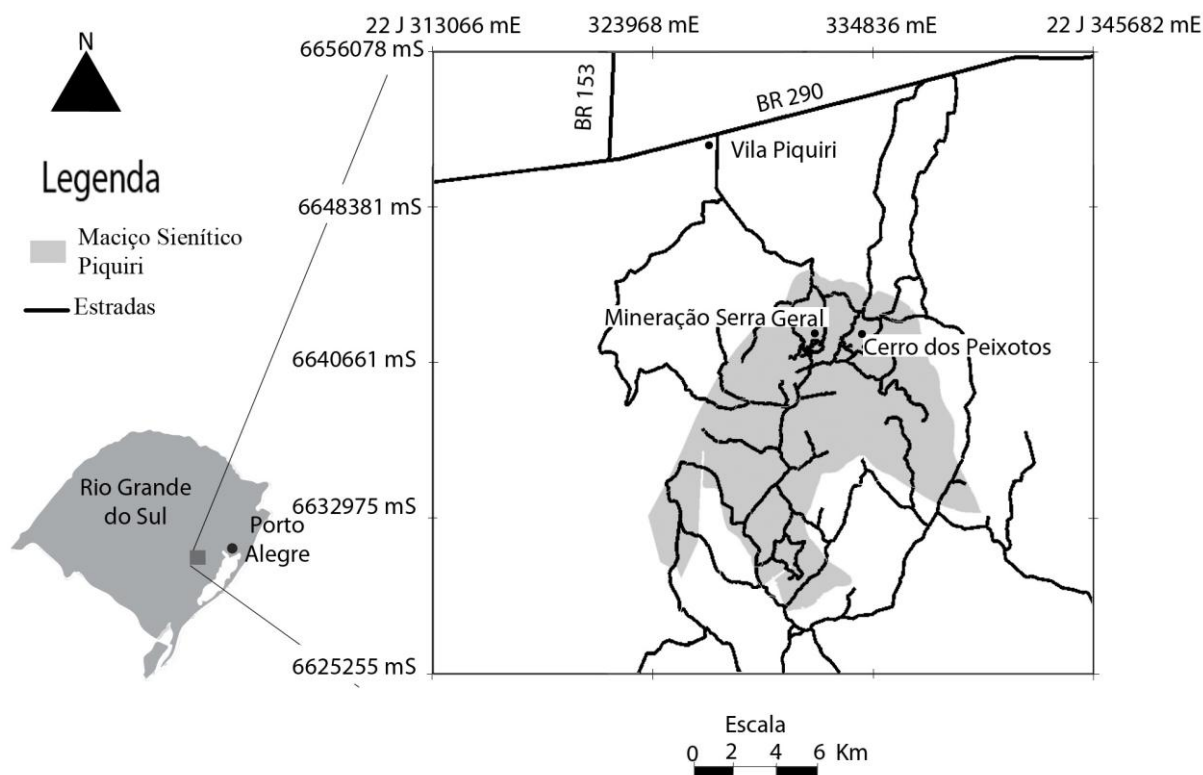 22 J 313066 mE
323968 mE
334836 mE
22 J 345682 mE
6656078 mS
N
BR 153
BR 290
Vila Piquiri
Legenda
6648381 mS
Maciço Sienítico
Piquiri
Estradas
Mineração Serra Geral
Cerro dos Peixotos
6640661 mS
Rio Grande
do Sul
Porto
Alegre
6632975 mS
6625255 mS
Escala
0 2 4 6 Km